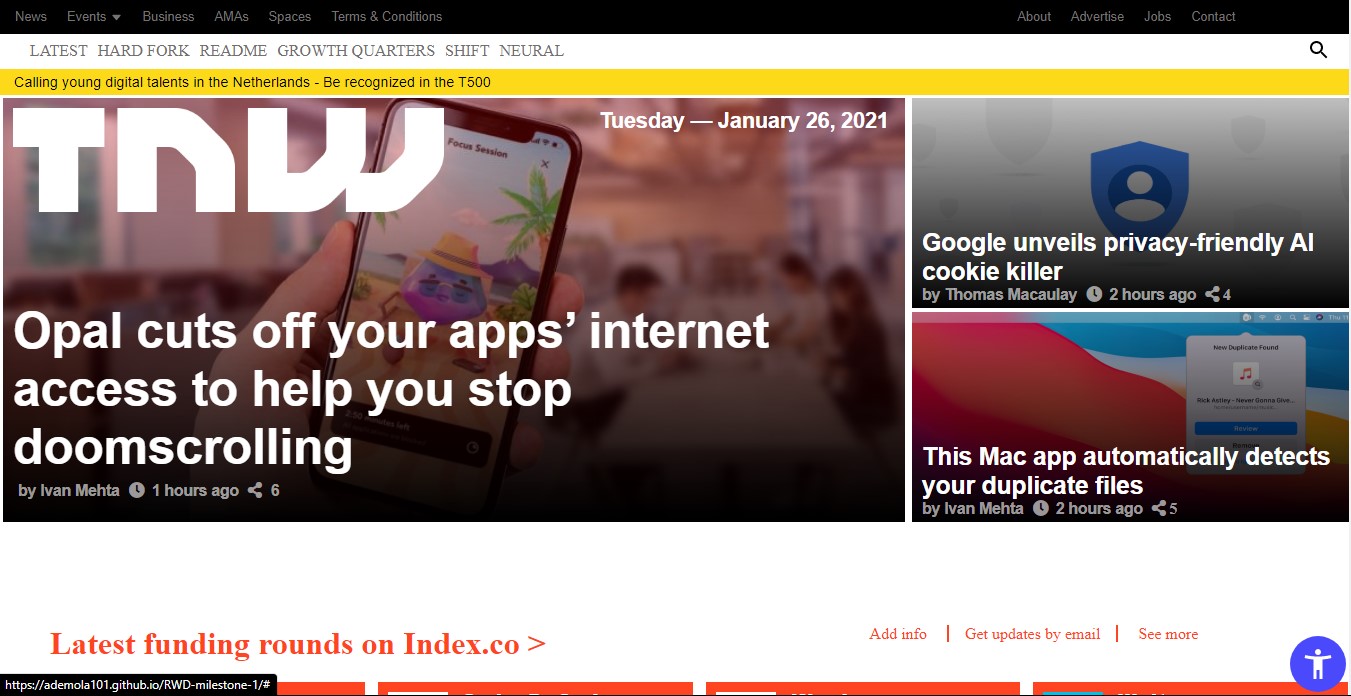 News Events Business AMAs Spaces Terms & Conditions About Advertise Jobs Contact
LATEST HARD FORK README GROWTH QUARTERS SHIFT NEURAL
Calling young digital talents in the Netherlands - Be recognized in the T500
TNW
Tuesday — January 26, 2021
Focus Session
Opal cuts off your apps’ internet
access to help you stop
doomscrolling
by Ivan Mehta 1 hours ago 6
Google unveils privacy-friendly AI
cookie killer
by Thomas Macaulay 2 hours ago 4
New Duplicate Found
Rick Astley - Never Gonna Give...
Review
Remove
This Mac app automatically detects
your duplicate files
by Ivan Mehta 2 hours ago 5
Latest funding rounds on Index.co >
Add info | Get updates by email | See more
https://ademola101.github.io/RWD-milestone-1/#